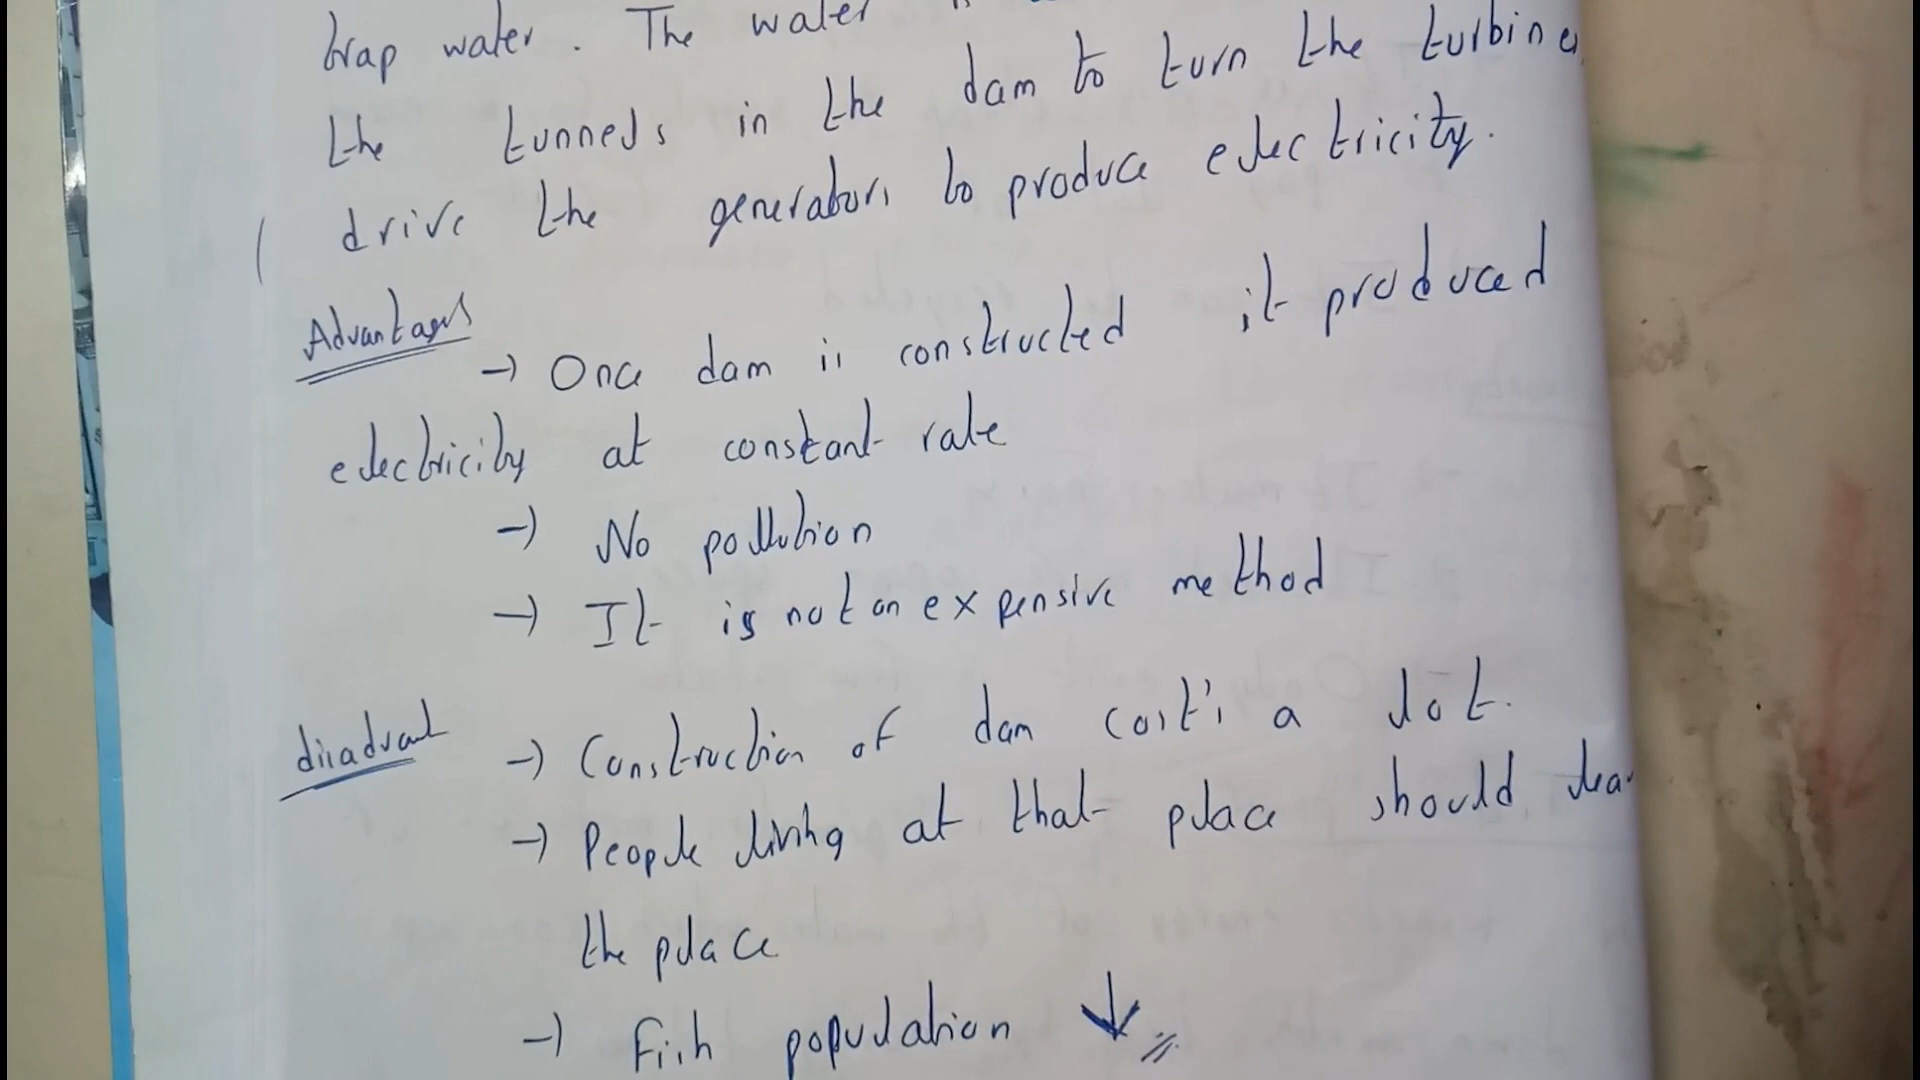 trap water. The water
the tunnels in the dam to turn the turbines
drive the generators to produce electricity.
Advantages
→ Once dam is constructed it produced
electricity at constant rate
→ No pollution
→ It is not an expensive method
disadvant
→ Construction of dam cost's a lot.
→ People living at that place should
the place
→ Fish population ↓